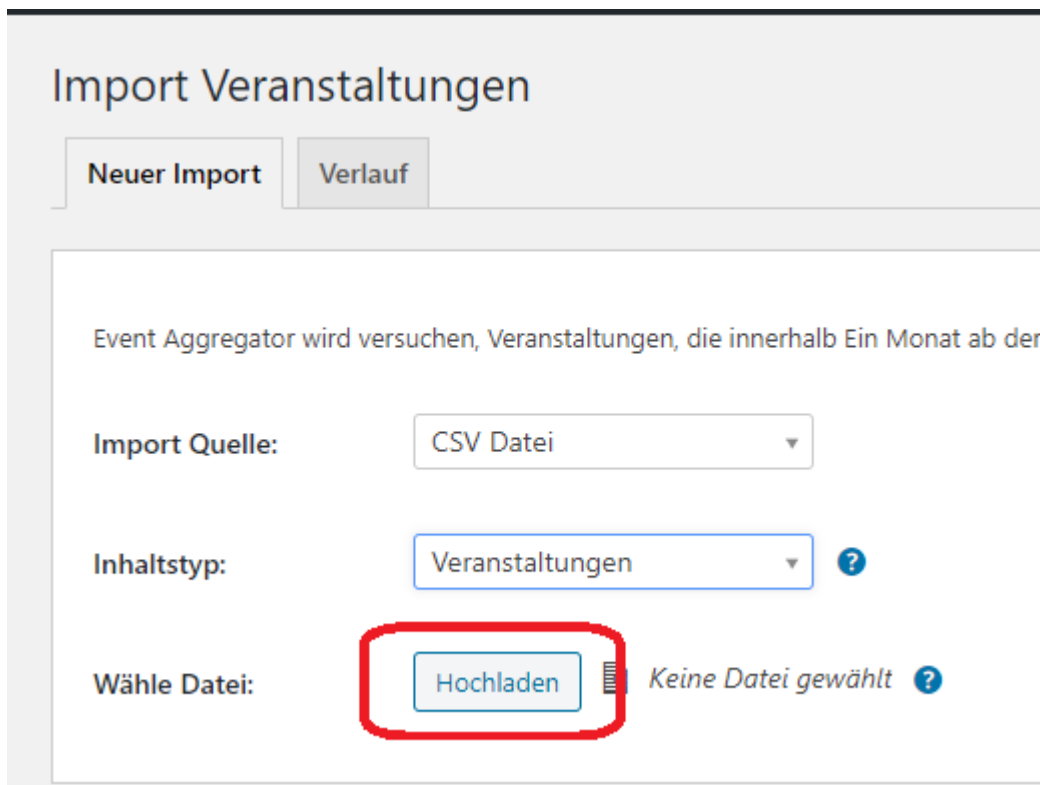 Import Veranstaltungen
Neuer Import Verlauf
Event Aggregator wird versuchen, Veranstaltungen, die innerhalb Ein Monat ab der
Import Quelle: CSV Datei
Inhaltstyp: Veranstaltungen ?
Wähle Datei: Hochladen Keine Datei gewählt ?